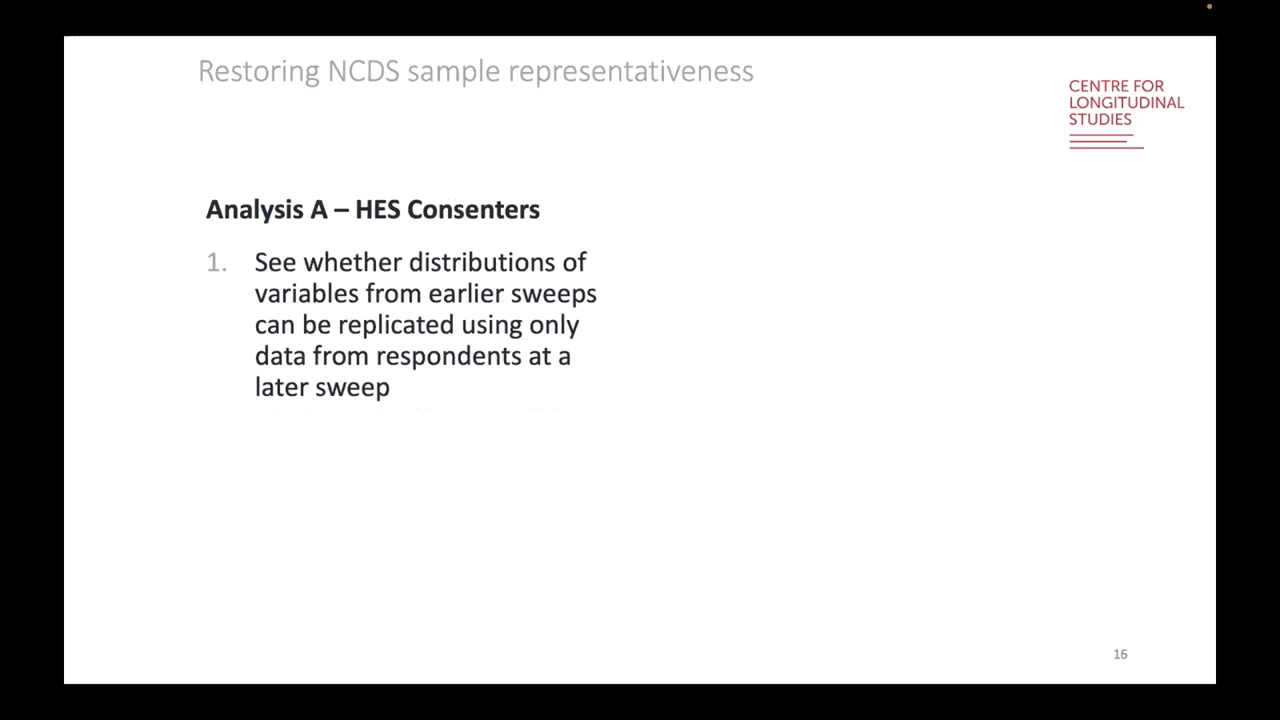 Restoring NCDS sample representativeness
CENTRE FOR
LONGITUDINAL
STUDIES
Analysis A – HES Consenters
1. See whether distributions of
variables from earlier sweeps
can be replicated using only
data from respondents at a
later sweep